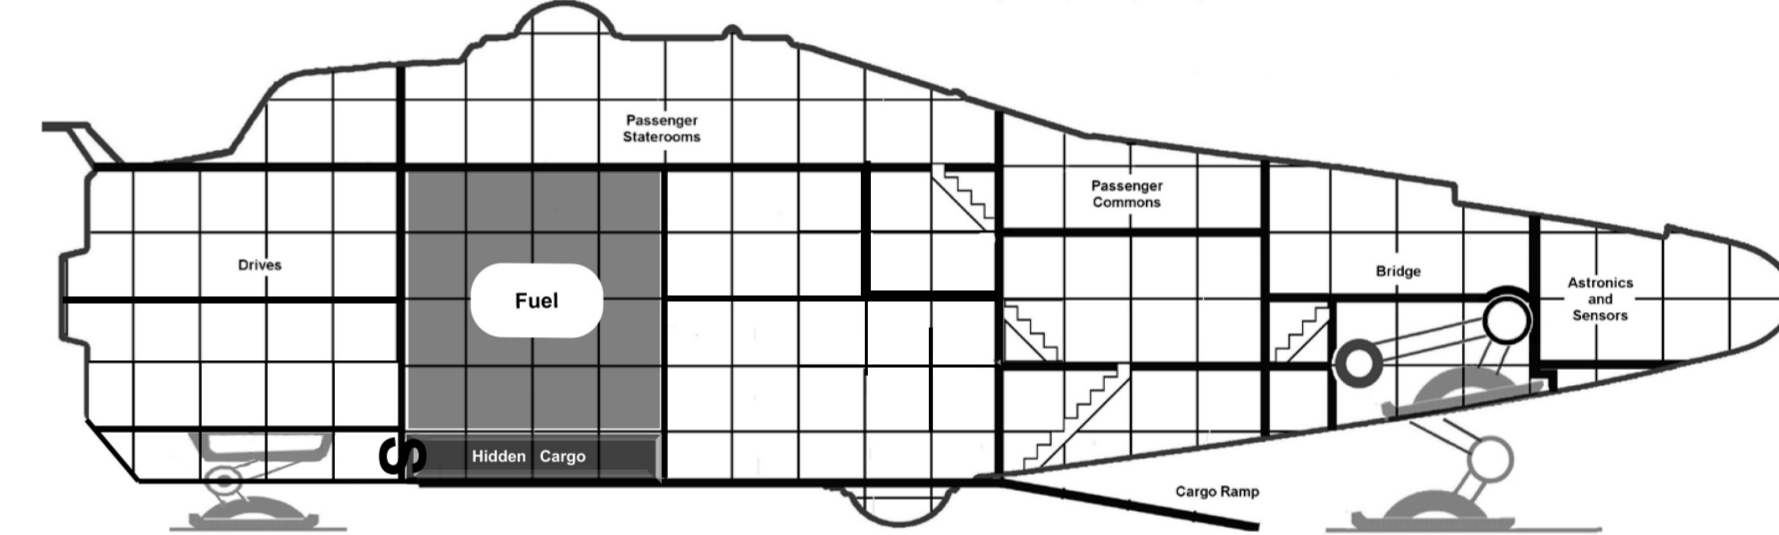 Passenger
Staterooms
Passenger
Commons
Drives
Fuel
Bridge
Astronics
and
Sensors
S
Hidden Cargo
Cargo Ramp